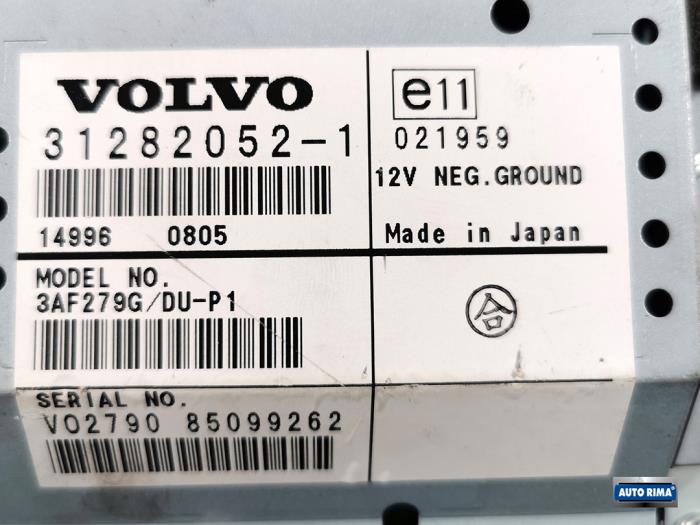 VOLVO
31282052-1
14996 0805
e11
021959
12V NEG.GROUND
Made in Japan
MODEL NO.
3AF279G/DU-P1
合
SERIAL NO.
VO2790 85099262
AUTO RIMA